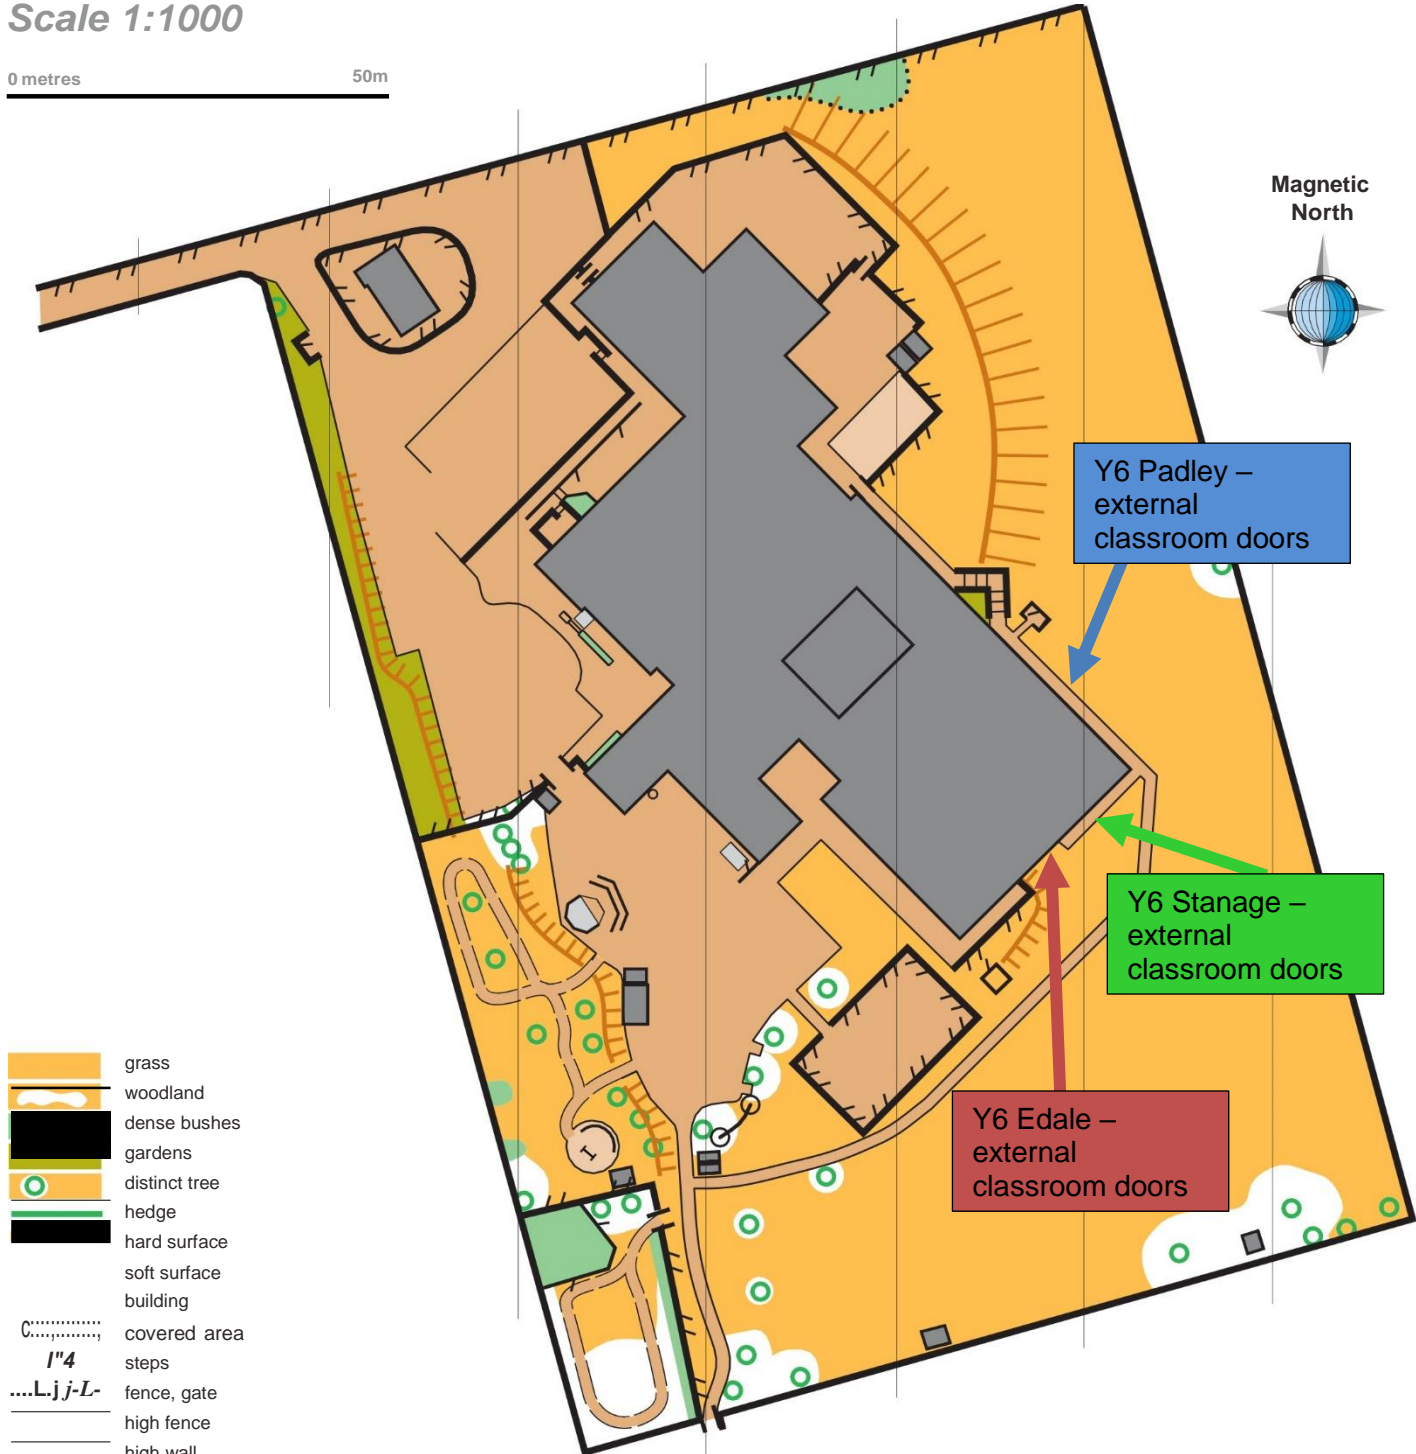 Scale 1:1000
0 metres 50m
Magnetic
North
Y6 Padley –
external
classroom doors
Y6 Stanage –
external
classroom doors
Y6 Edale –
external
classroom doors
grass
woodland
dense bushes
gardens
distinct tree
hedge
hard surface
soft surface
building
covered area
steps
fence, gate
high fence
high wall